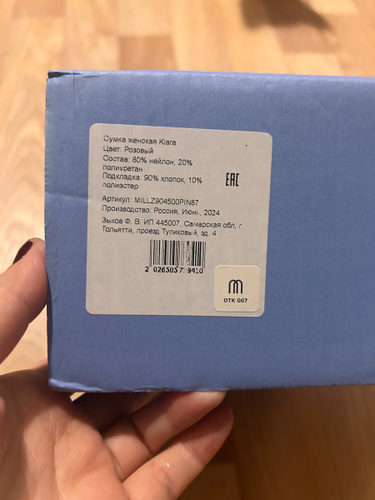 Сумка женская Kiara
Цвет: Розовый
Состав: 80% нейлон, 20%
полиуретан
Подкладка: 90% хлопок, 10%
полиэстер
Артикул: MILLZ904500PIN87
Производство: Россия, Июнь, 2024
Зыков Ф. В. ИП 445007, Самарская обл, г
Тольятти, проезд Тупиковый, зд. 4
EAC
2 026505 7 9410
ОТК 007